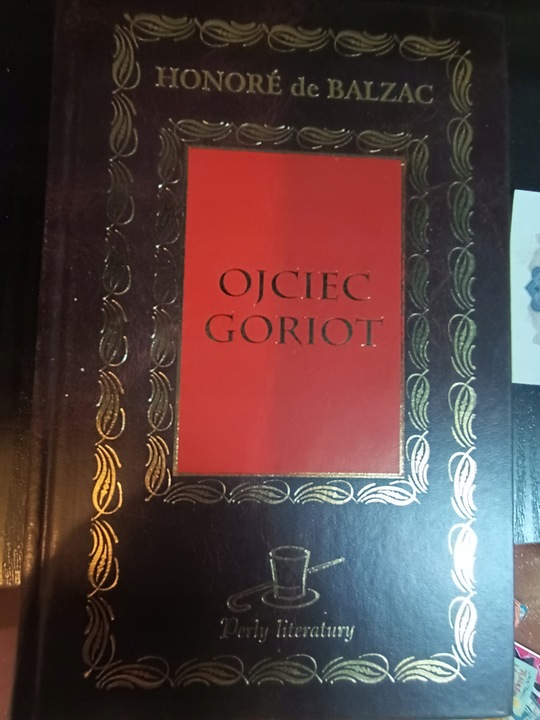 HONORÉ de BALZAC
OJCIEC
GORIOT
Perły literatury